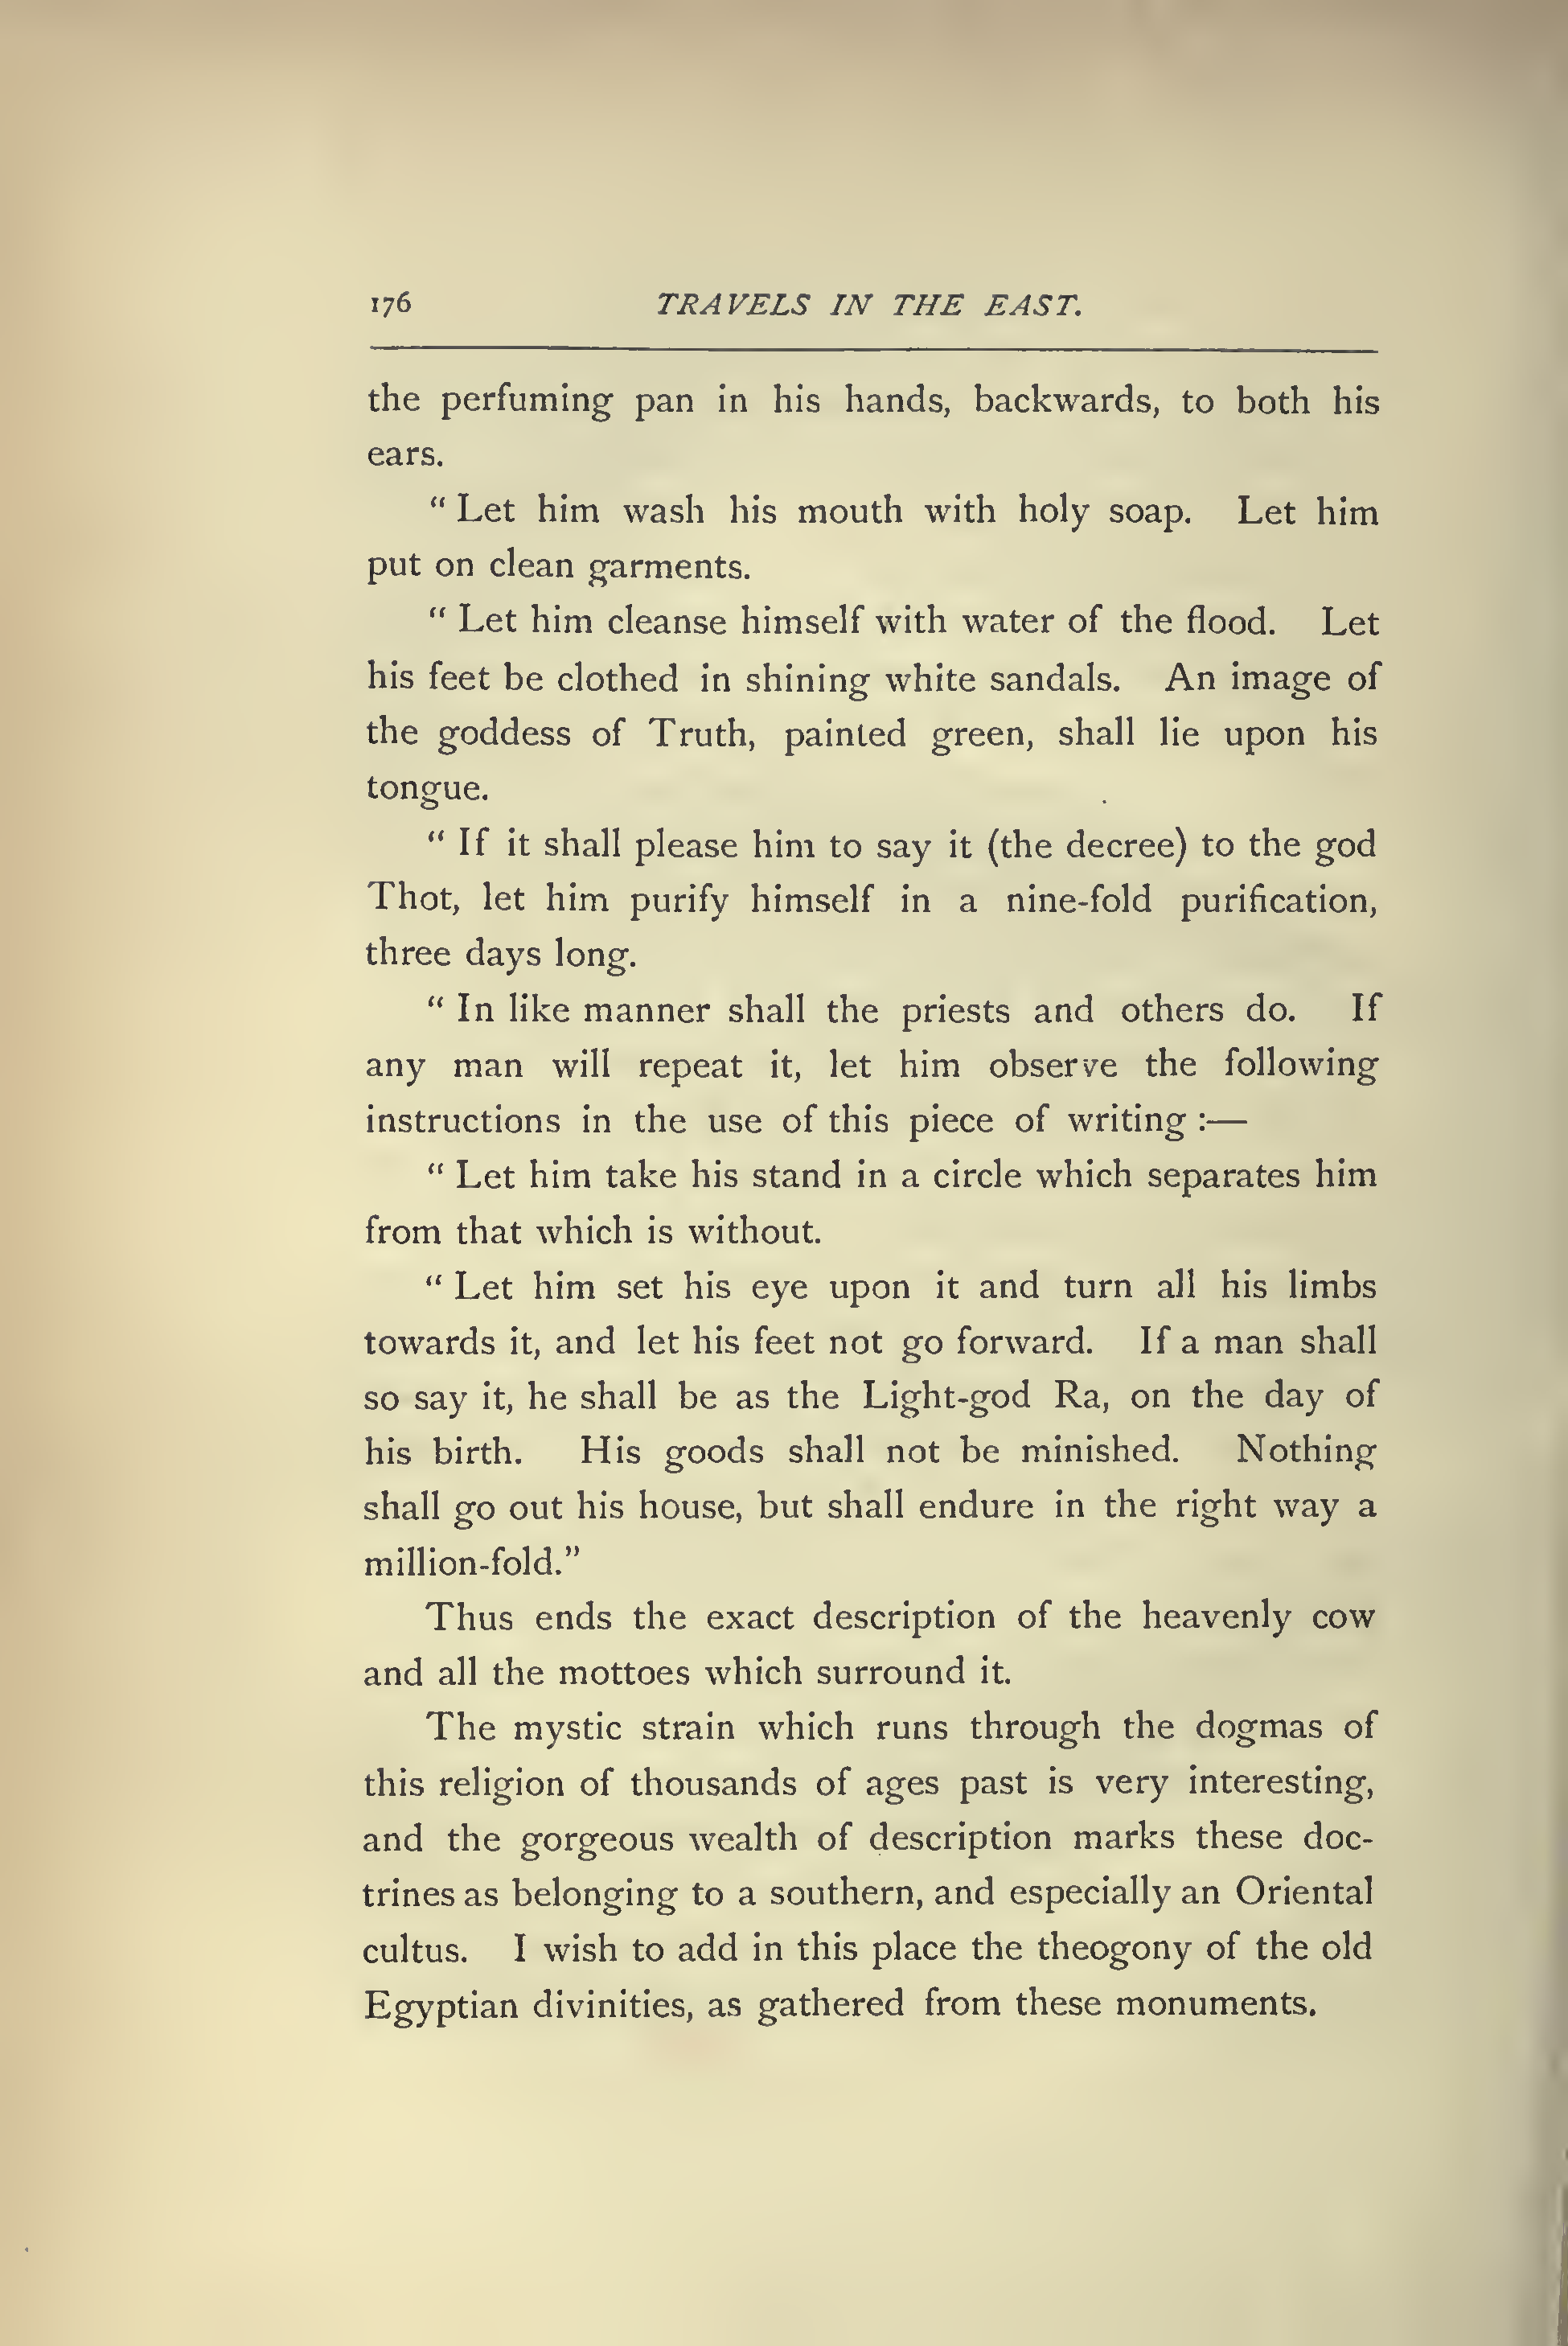 176 TRAVELS IN THE EAST.
the perfuming pan in his hands, backwards, to both his
ears.
“ Let him wash his mouth with holy soap. Let him
put on clean garments.
“ Let him cleanse himself with water of the flood. Let
his feet be clothed in shining white sandals. An image of
the goddess of Truth, painted green, shall lie upon his
tongue.
“ If it shall please him to say it (the decree) to the god
Thot, let him purify himself in a nine-fold purification,
three days long.
“ In like manner shall the priests and others do. If
any man will repeat it, let him observe the following
instructions in the use of this piece of writing :—
“ Let him take his stand in a circle which separates him
from that which is without.
“ Let him set his eye upon it and turn all his limbs
towards it, and let his feet not go forward. If a man shall
so say it, he shall be as the Light-god Ra, on the day of
his birth. His goods shall not be minished. Nothing
shall go out his house, but shall endure in the right way a
million-fold.”
Thus ends the exact description of the heavenly cow
and all the mottoes which surround it.
The mystic strain which runs through the dogmas of
this religion of thousands of ages past is very interesting,
and the gorgeous wealth of description marks these doc-
trines as belonging to a southern, and especially an Oriental
cultus. I wish to add in this place the theogony of the old
Egyptian divinities, as gathered from these monuments.